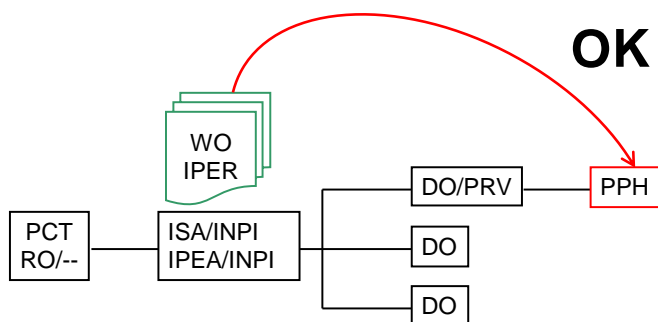 OK
WO
IPER
DO/PRV
PPH
PCT
RO/--
ISA/INPI
IPEA/INPI
DO
DO